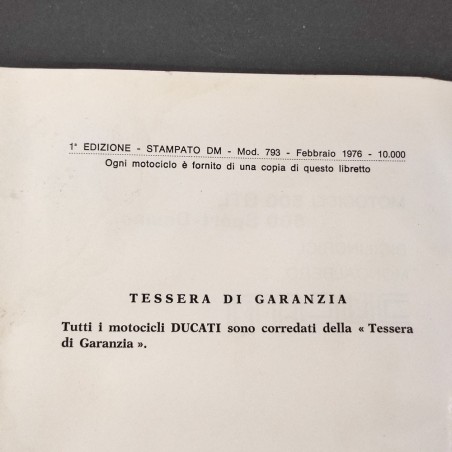 1ª EDIZIONE - STAMPATO DM - Mod. 793 - Febbraio 1976 - 10.000
Ogni motociclo è fornito di una copia di questo libretto
TESSERA DI GARANZIA
Tutti i motocicli DUCATI sono corredati della « Tessera
di Garanzia ».